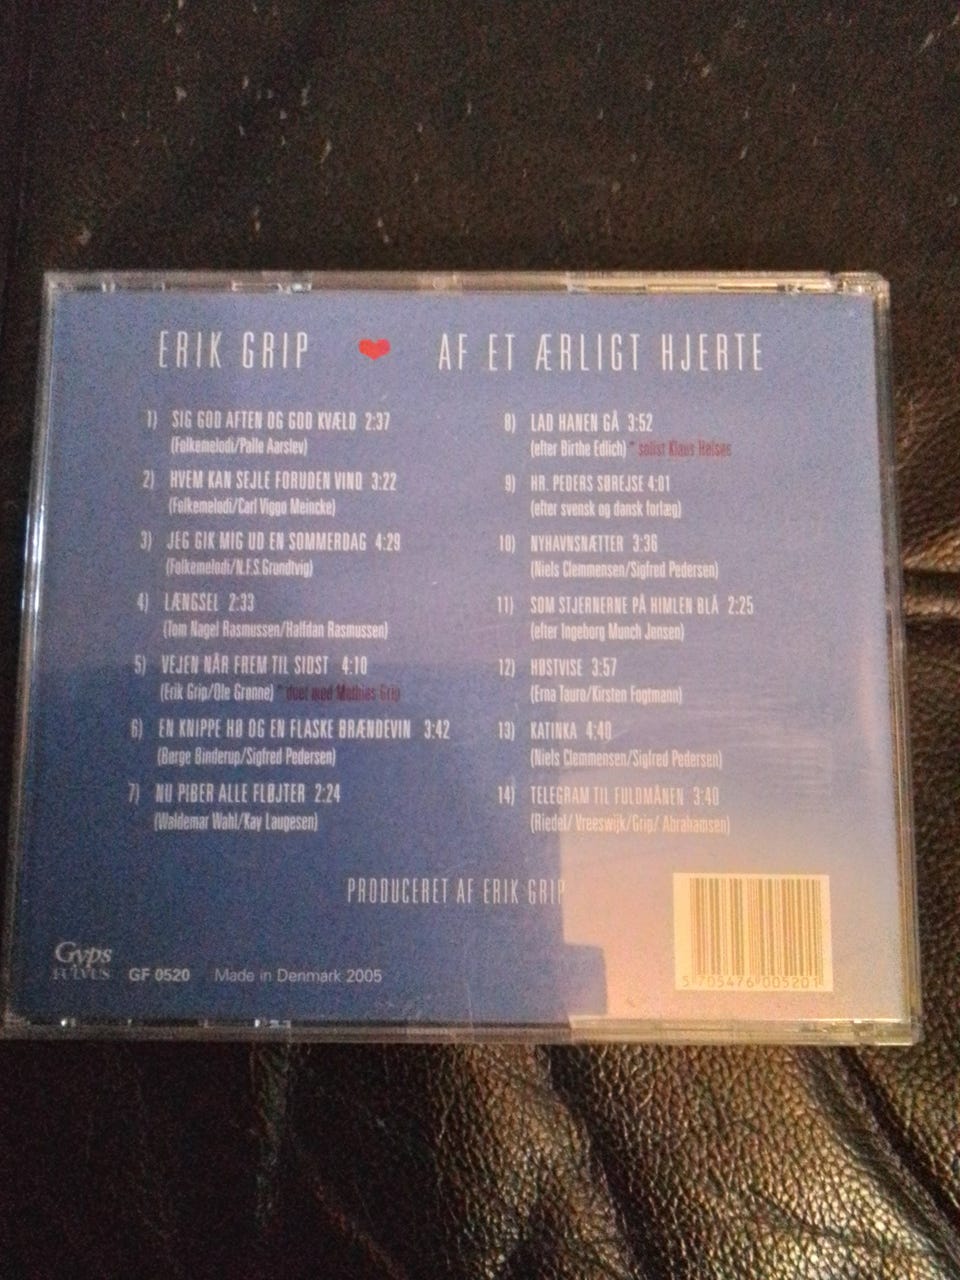 ERIK GRIP ♥ AF ET ÆRLIGT HJERTE
1) SIG GOD AFTEN OG GOD KVÆLD 2:37
(Folkemelodi/Palle Aarslev)
2) HVEM KAN SEJLE FORUDEN VIND 3:22
(Folkemelodi/Carl Viggo Meincke)
3) JEG GIK MIG UD EN SOMMERDAG 4:29
(Folkemelodi/N.F.S.Grundtvig)
4) LÆNGSEL 2:33
(Tom Nagel Rasmussen/Halfdan Rasmussen)
5) VEJEN NÅR FREM TIL SIDST 4:10
(Erik Grip/Ole Grønne) * duet med Mathias Grip
6) EN KNIPPE HØ OG EN FLASKE BRÆNDEVIN 3:42
(Børge Binderup/Sigfred Pedersen)
7) NU PIBER ALLE FLØJTER 2:24
(Waldemar Wahl/Kay Laugesen)
8) LAD HANEN GÅ 3:52
(efter Birthe Edlich) * solist Klaus
9) HR. PEDERS SØREJSE 4:01
(efter svensk og dansk forlæg)
10) NYHAVNSNÆTTER 3:36
(Niels Clemmensen/Sigfred Pedersen)
11) SOM STJERNERNE PÅ HIMLEN BLÅ 2:25
(efter Ingeborg Munch Jensen)
12) HØSTVISE 3:57
(Erna Tauro/Kirsten Fogtmann)
13) KATINKA 4:40
(Niels Clemmensen/Sigfred Pedersen)
14) TELEGRAM TIL FULDMÅNEN 3:40
(Riedel/ Vreeswijk/Grip/ Abrahamsen)
PRODUCERET AF ERIK GRIP
Gyps
FULVUS GF 0520 Made in Denmark 2005
5 705476 005201